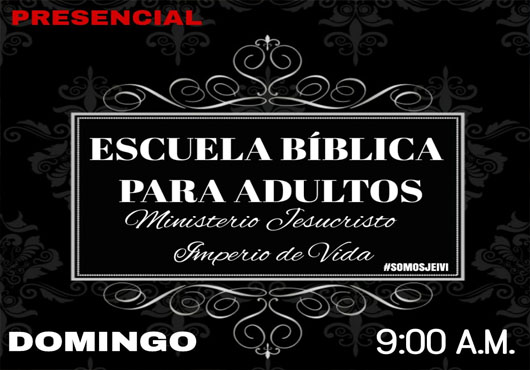 PRESENCIAL
ESCUELA BÍBLICA
PARA ADULTOS
Ministerio Jesucristo
Imperio de Vida
#SOMOSJEIVI
DOMINGO
9:00 A.M.